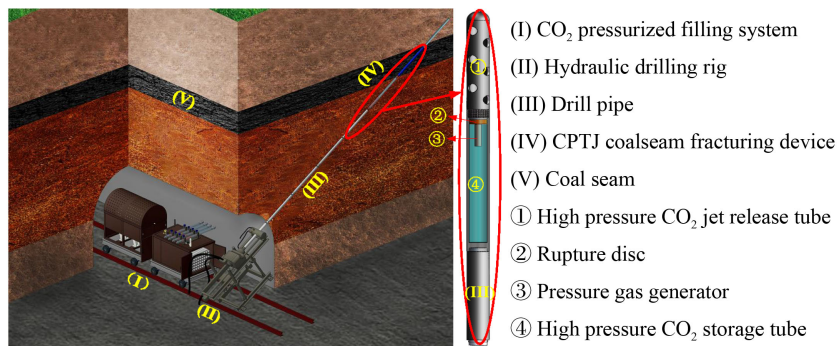 (I) CO₂ pressurized filling system
(II) Hydraulic drilling rig
(III) Drill pipe
(IV) CPTJ coalseam fracturing device
(V) Coal seam
① High pressure CO₂ jet release tube
② Rupture disc
③ Pressure gas generator
④ High pressure CO₂ storage tube
(IV)
(V)
(III)
(I)
(II)
①
②
③
④
(III)